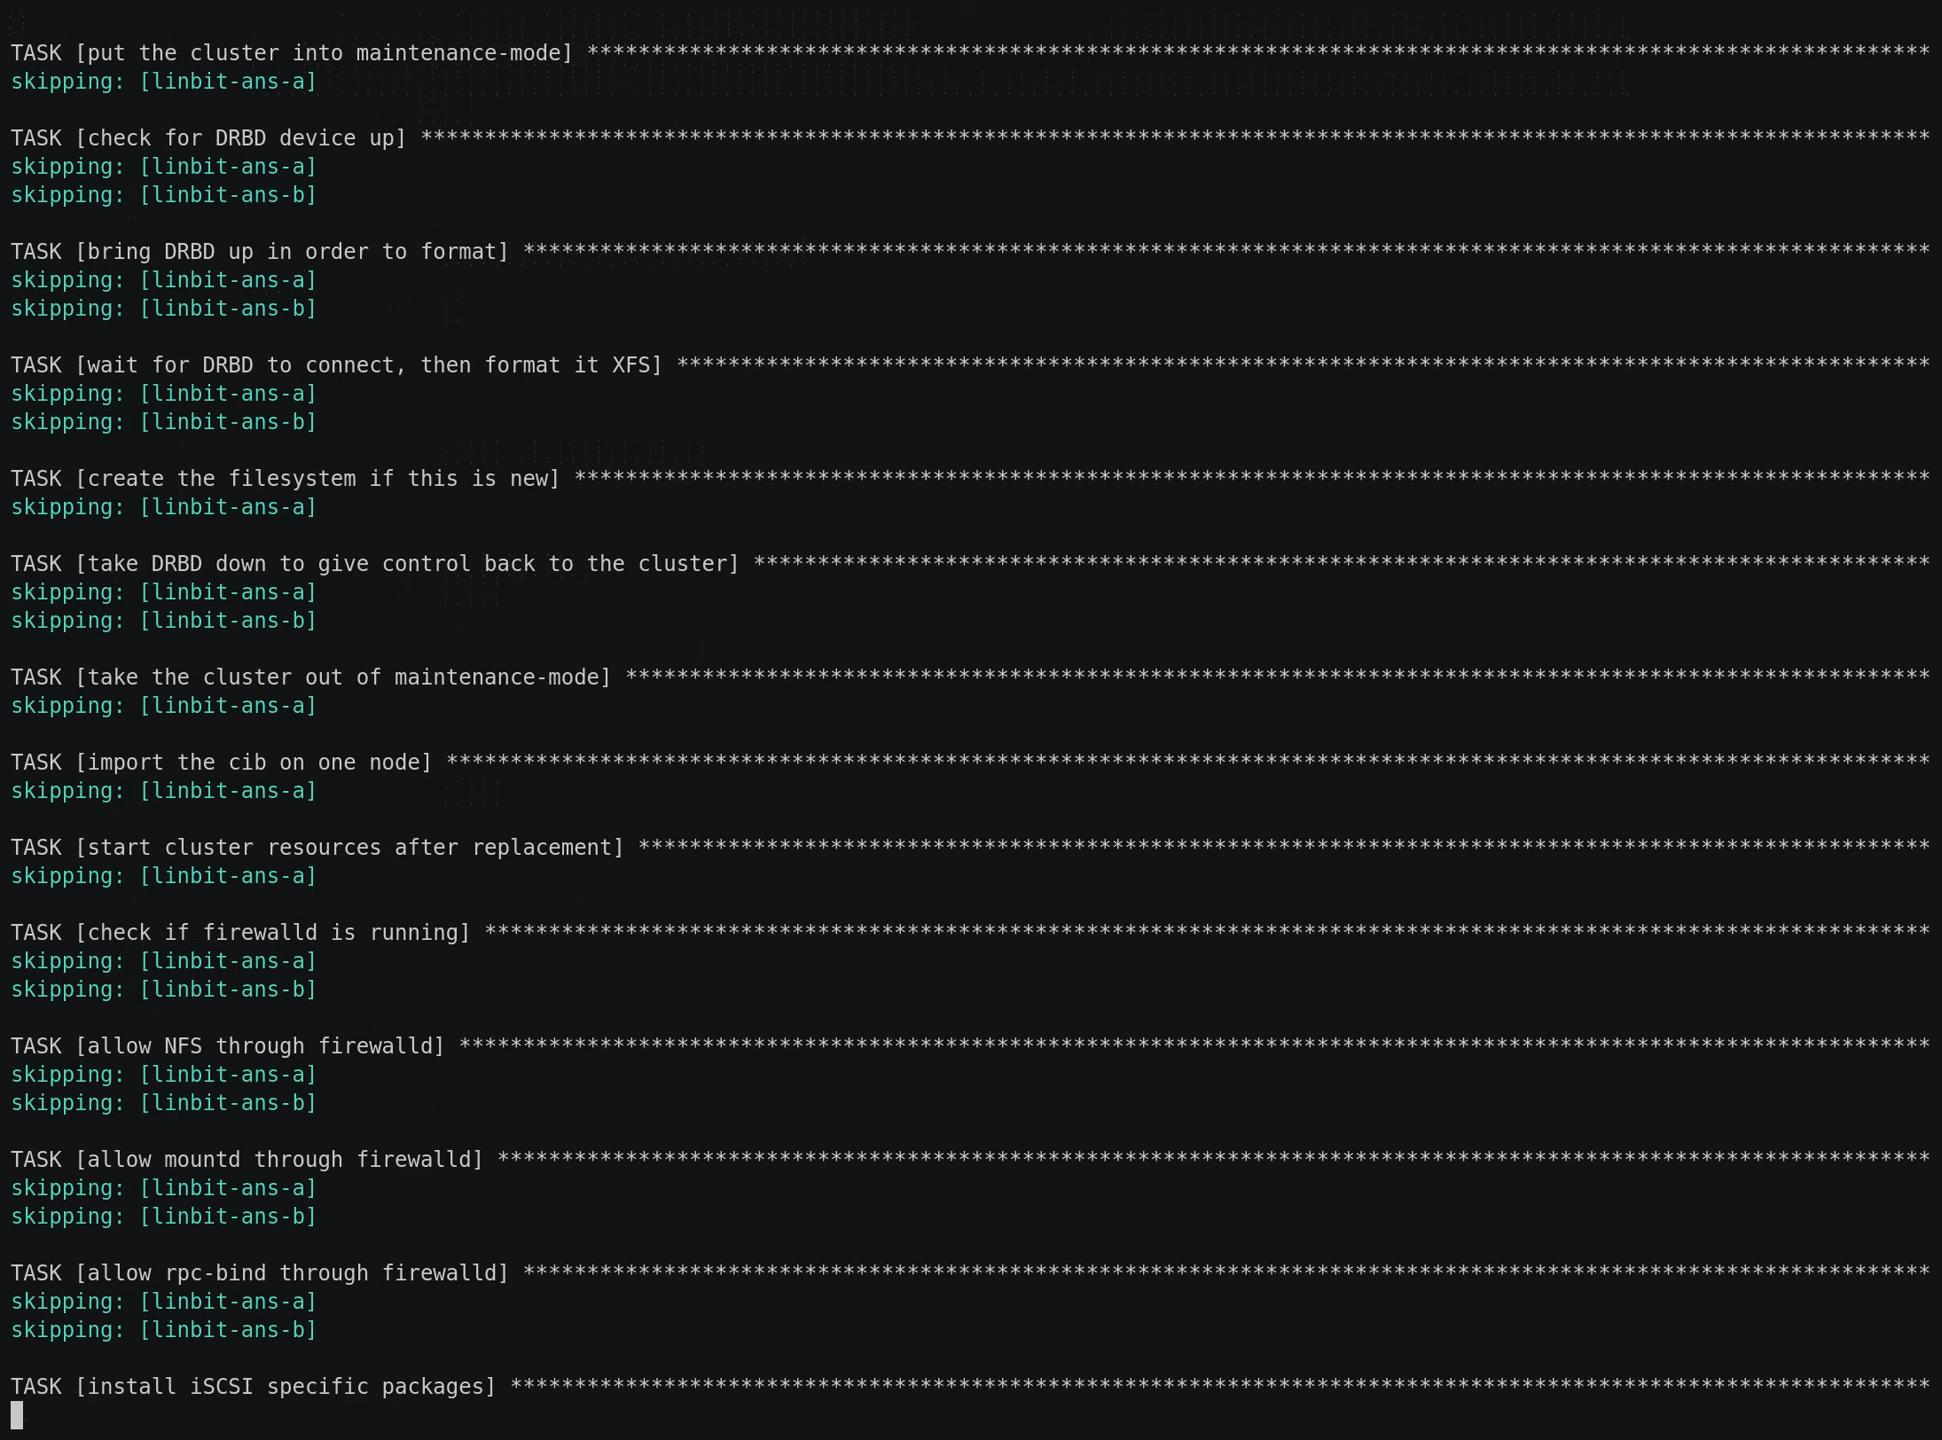 TASK [put the cluster into maintenance-mode] *********************************************************************************************************
skipping: [linbit-ans-a]
TASK [check for DRBD device up] **********************************************************************************************************************
skipping: [linbit-ans-a]
skipping: [linbit-ans-b]
TASK [bring DRBD up in order to format] **************************************************************************************************************
skipping: [linbit-ans-a]
skipping: [linbit-ans-b]
TASK [wait for DRBD to connect, then format it XFS] **************************************************************************************************
skipping: [linbit-ans-a]
skipping: [linbit-ans-b]
TASK [create the filesystem if this is new] **********************************************************************************************************
skipping: [linbit-ans-a]
TASK [take DRBD down to give control back to the cluster] ********************************************************************************************
skipping: [linbit-ans-a]
skipping: [linbit-ans-b]
TASK [take the cluster out of maintenance-mode] ******************************************************************************************************
skipping: [linbit-ans-a]
TASK [import the cib on one node] ********************************************************************************************************************
skipping: [linbit-ans-a]
TASK [start cluster resources after replacement] *****************************************************************************************************
skipping: [linbit-ans-a]
TASK [check if firewalld is running] *****************************************************************************************************************
skipping: [linbit-ans-a]
skipping: [linbit-ans-b]
TASK [allow NFS through firewalld] *******************************************************************************************************************
skipping: [linbit-ans-a]
skipping: [linbit-ans-b]
TASK [allow mountd through firewalld] ****************************************************************************************************************
skipping: [linbit-ans-a]
skipping: [linbit-ans-b]
TASK [allow rpc-bind through firewalld] **************************************************************************************************************
skipping: [linbit-ans-a]
skipping: [linbit-ans-b]
TASK [install iSCSI specific packages] ***************************************************************************************************************